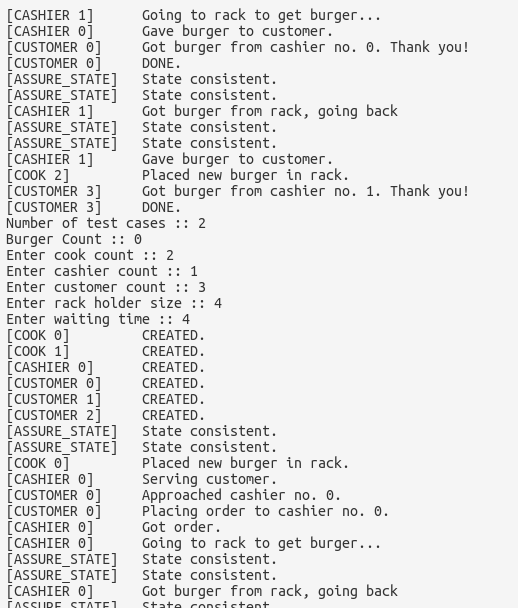 [CASHIER 1]      Going to rack to get burger...
[CASHIER 0]      Gave burger to customer.
[CUSTOMER 0]     Got burger from cashier no. 0. Thank you!
[CUSTOMER 0]     DONE.
[ASSURE_STATE]   State consistent.
[ASSURE_STATE]   State consistent.
[CASHIER 1]      Got burger from rack, going back
[ASSURE_STATE]   State consistent.
[ASSURE_STATE]   State consistent.
[CASHIER 1]      Gave burger to customer.
[COOK 2]         Placed new burger in rack.
[CUSTOMER 3]     Got burger from cashier no. 1. Thank you!
[CUSTOMER 3]     DONE.
Number of test cases :: 2
Burger Count :: 0
Enter cook count :: 2
Enter cashier count :: 1
Enter customer count :: 3
Enter rack holder size :: 4
Enter waiting time :: 4
[COOK 0]         CREATED.
[COOK 1]         CREATED.
[CASHIER 0]      CREATED.
[CUSTOMER 0]     CREATED.
[CUSTOMER 1]     CREATED.
[CUSTOMER 2]     CREATED.
[ASSURE_STATE]   State consistent.
[ASSURE_STATE]   State consistent.
[COOK 0]         Placed new burger in rack.
[CASHIER 0]      Serving customer.
[CUSTOMER 0]     Approached cashier no. 0.
[CUSTOMER 0]     Placing order to cashier no. 0.
[CASHIER 0]      Got order.
[CASHIER 0]      Going to rack to get burger...
[ASSURE_STATE]   State consistent.
[ASSURE_STATE]   State consistent.
[CASHIER 0]      Got burger from rack, going back
[ASSURE_STATE]   State consistent.